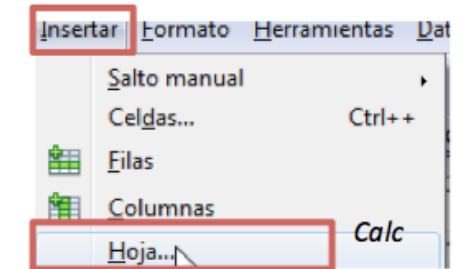 Insertar Formato Herramientas Dat
Salto manual
Celdas... Ctrl++
Filas
Columnas
Calc
Hoja...